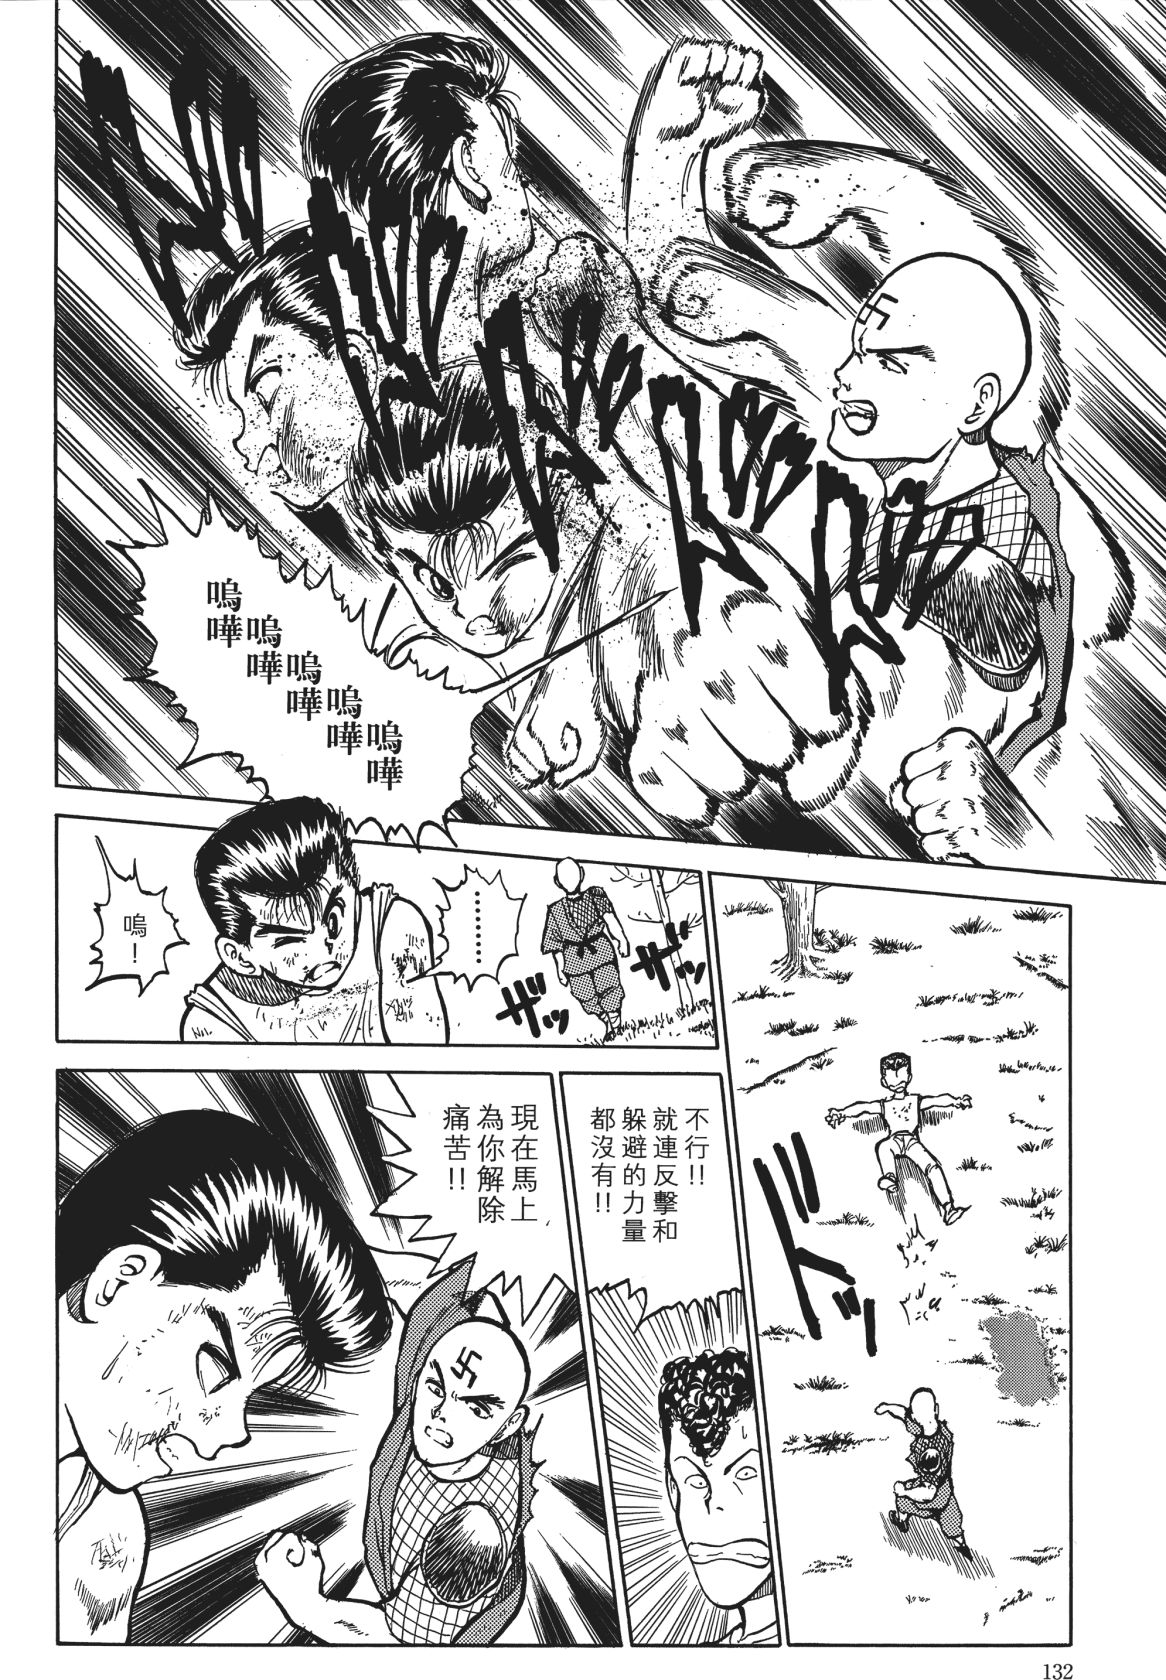 嗚嘩
嗚嘩
嗚嘩
嗚嘩
嗚嘩
ドッ
ザッ
ザッ
………
嗚!
不行!!
就連反擊和
躲避的力量
都沒有!!
現在馬上
為你解除
痛苦!!
132